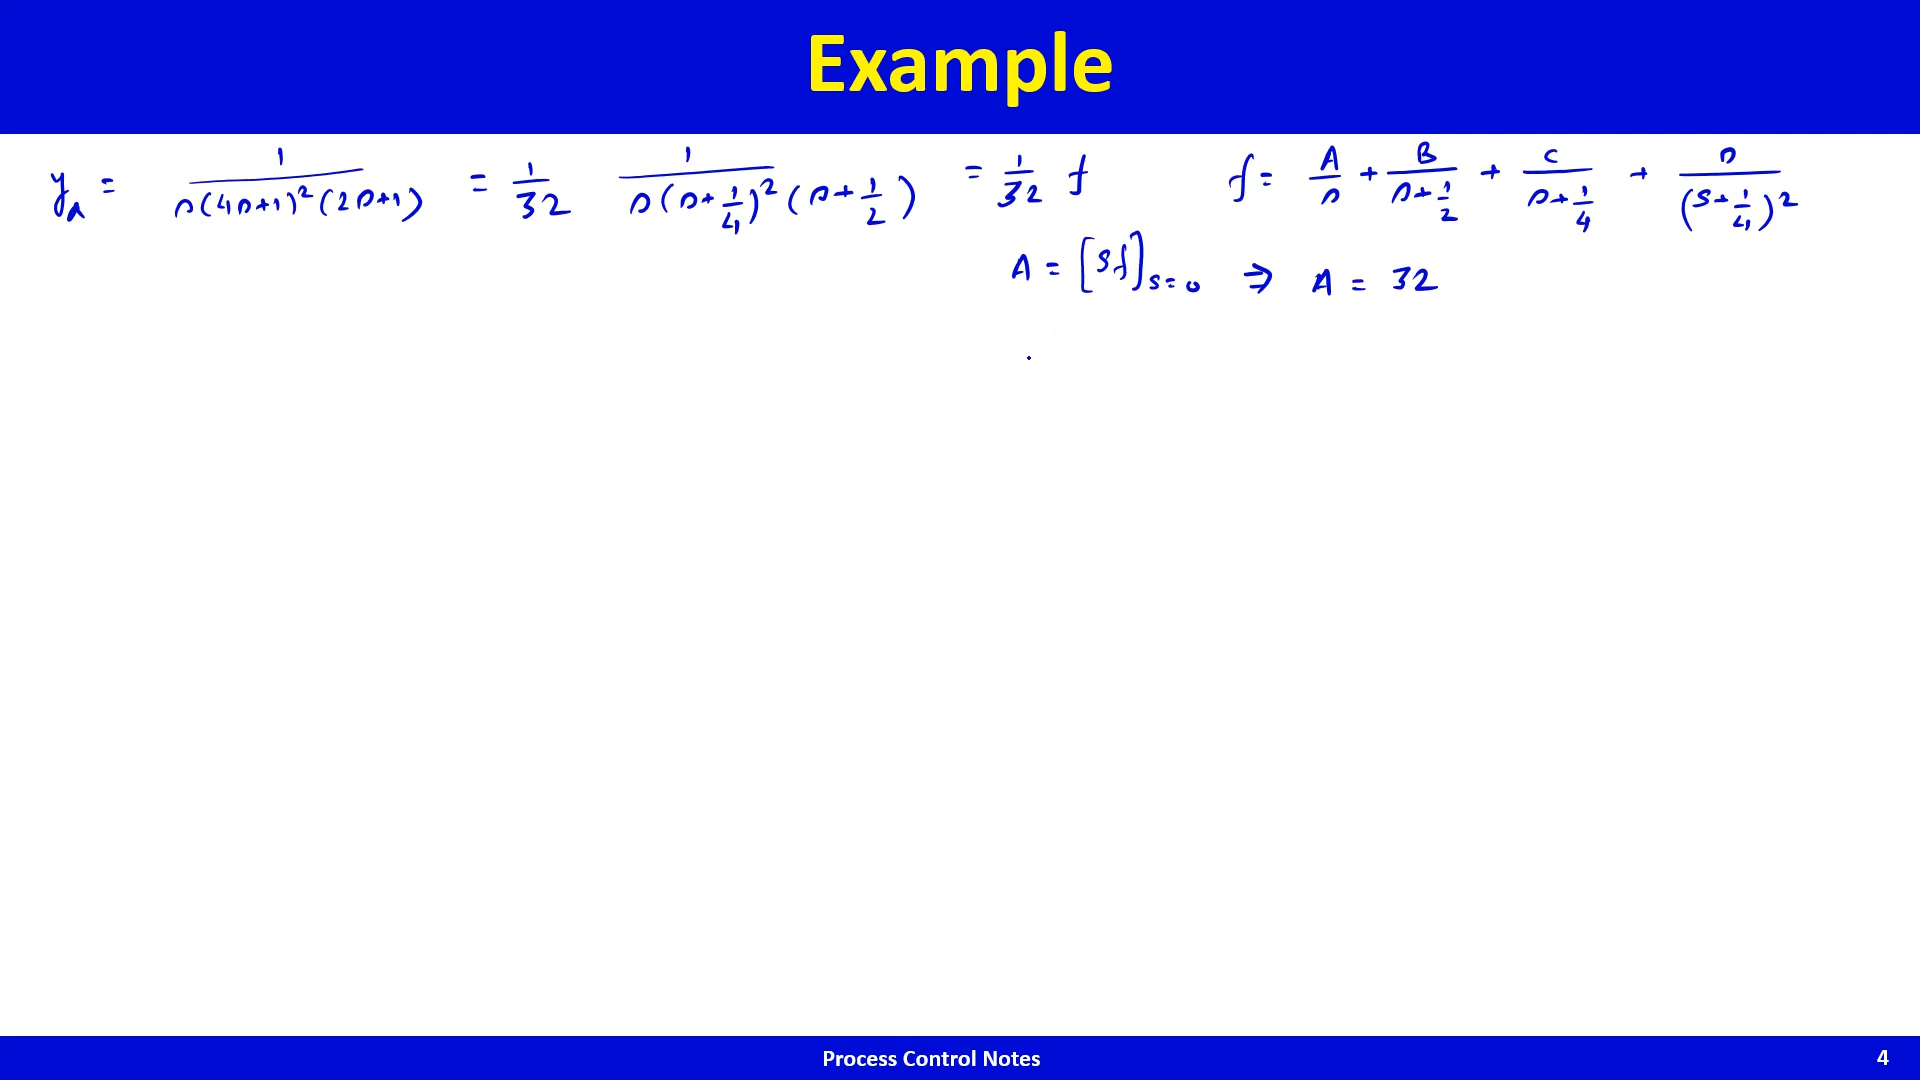 Example
y_a = 1/(s(4s+1)²(2s+1)) = 1/32 1/(s(s+1/4)²(s+1/2)) = 1/32 f f = A/s + B/(s+1/2) + C/(s+1/4) + D/(s+1/4)²
A = [sf]_{s=0} ⇒ A = 32
Process Control Notes 4